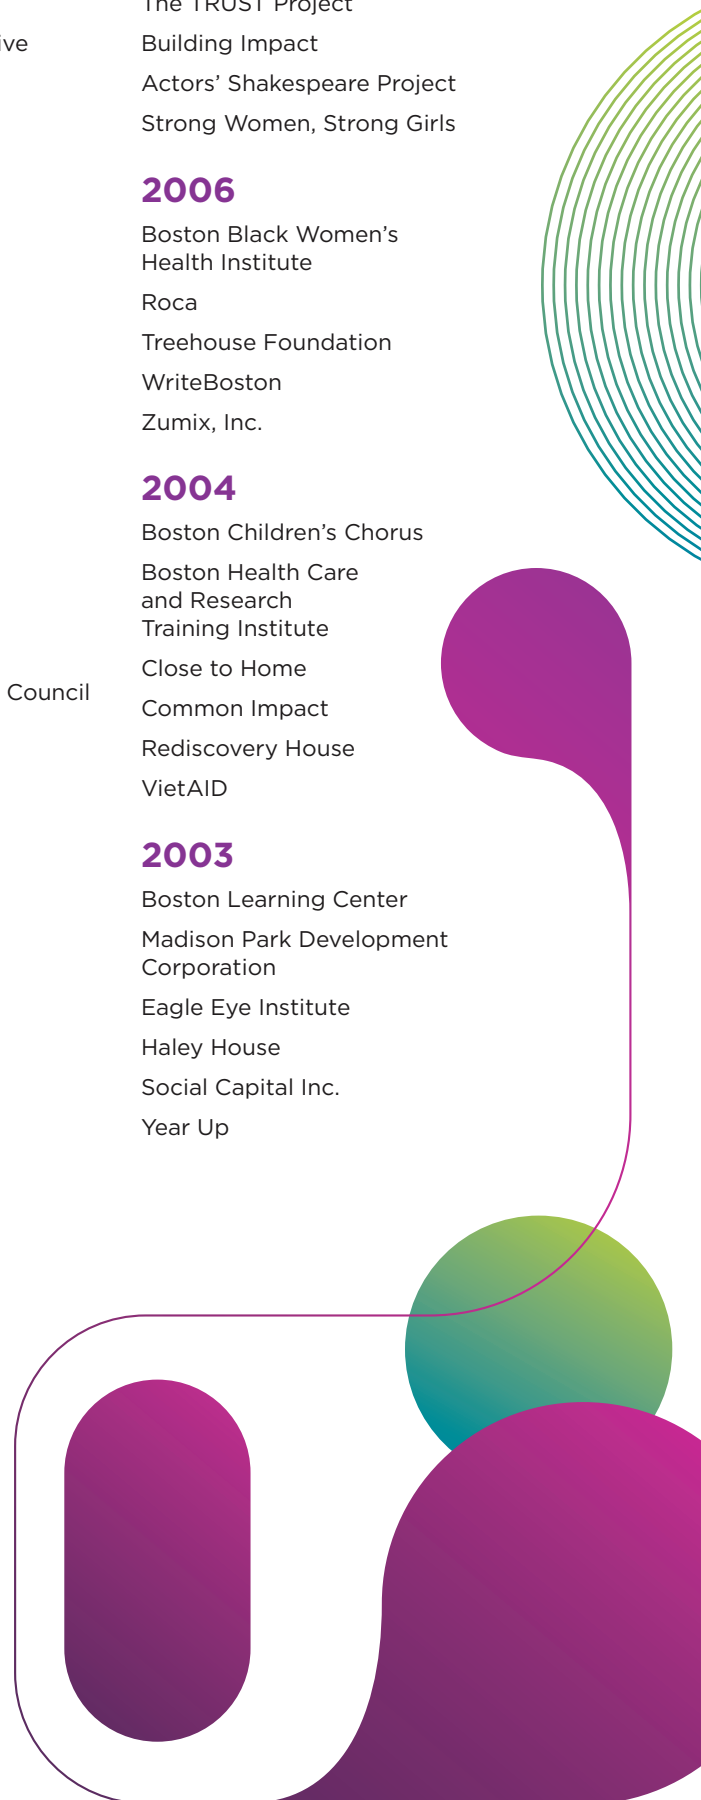 The TRUST Project
Building Impact
Actors’ Shakespeare Project
Strong Women, Strong Girls
2006
Boston Black Women’s
Health Institute
Roca
Treehouse Foundation
WriteBoston
Zumix, Inc.
2004
Boston Children’s Chorus
Boston Health Care
and Research
Training Institute
Close to Home
Council
Common Impact
Rediscovery House
VietAID
2003
Boston Learning Center
Madison Park Development
Corporation
Eagle Eye Institute
Haley House
Social Capital Inc.
Year Up